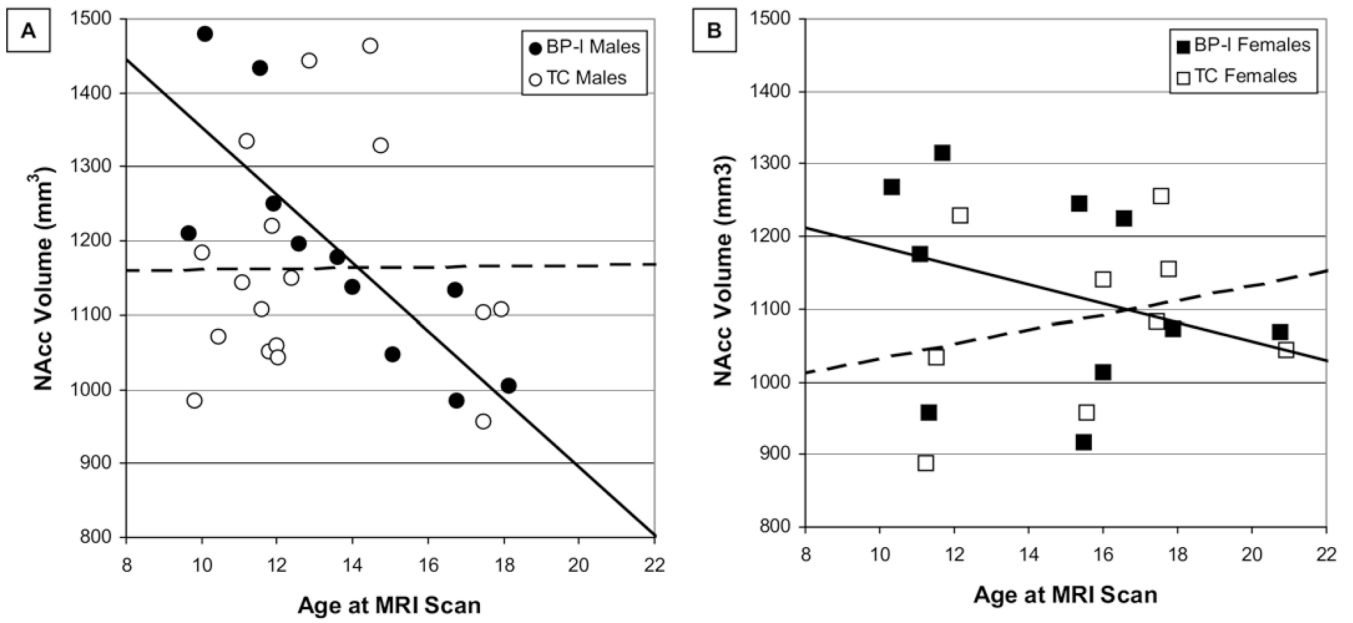 A
BP-I Males
TC Males
1500
1400
1300
1200
1100
1000
900
800
NAcc Volume (mm³)
8 10 12 14 16 18 20 22
Age at MRI Scan
B
BP-I Females
TC Females
1500
1400
1300
1200
1100
1000
900
800
NAcc Volume (mm3)
8 10 12 14 16 18 20 22
Age at MRI Scan